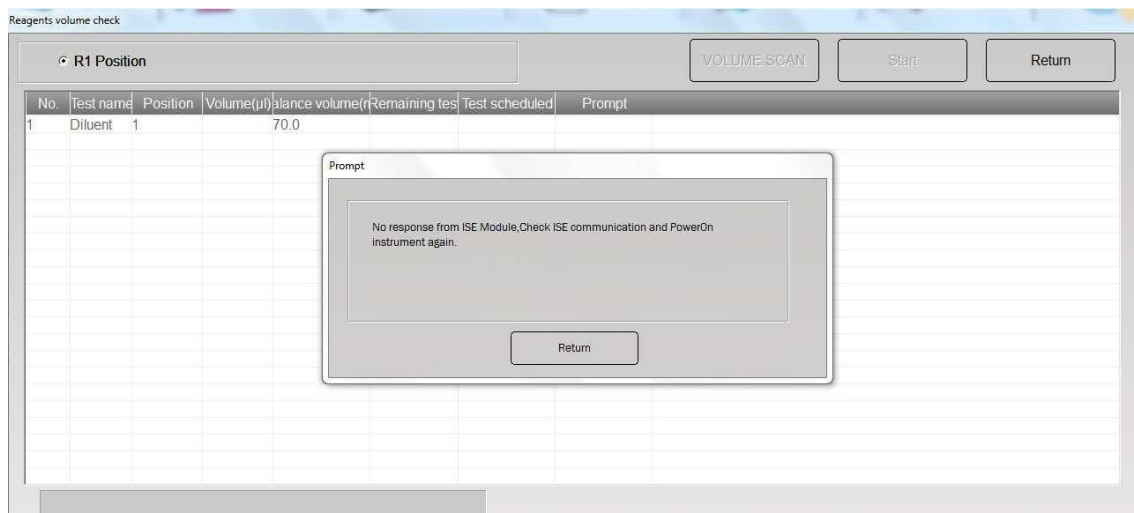 Reagents volume check
R1 Position
VOLUME SCAN
Start
Return
No. Test name Position Volume(µl) alance volume(r Remaining tes Test scheduled Prompt
1 Diluent 1 70.0
Prompt
No response from ISE Module,Check ISE communication and PowerOn
instrument again.
Return